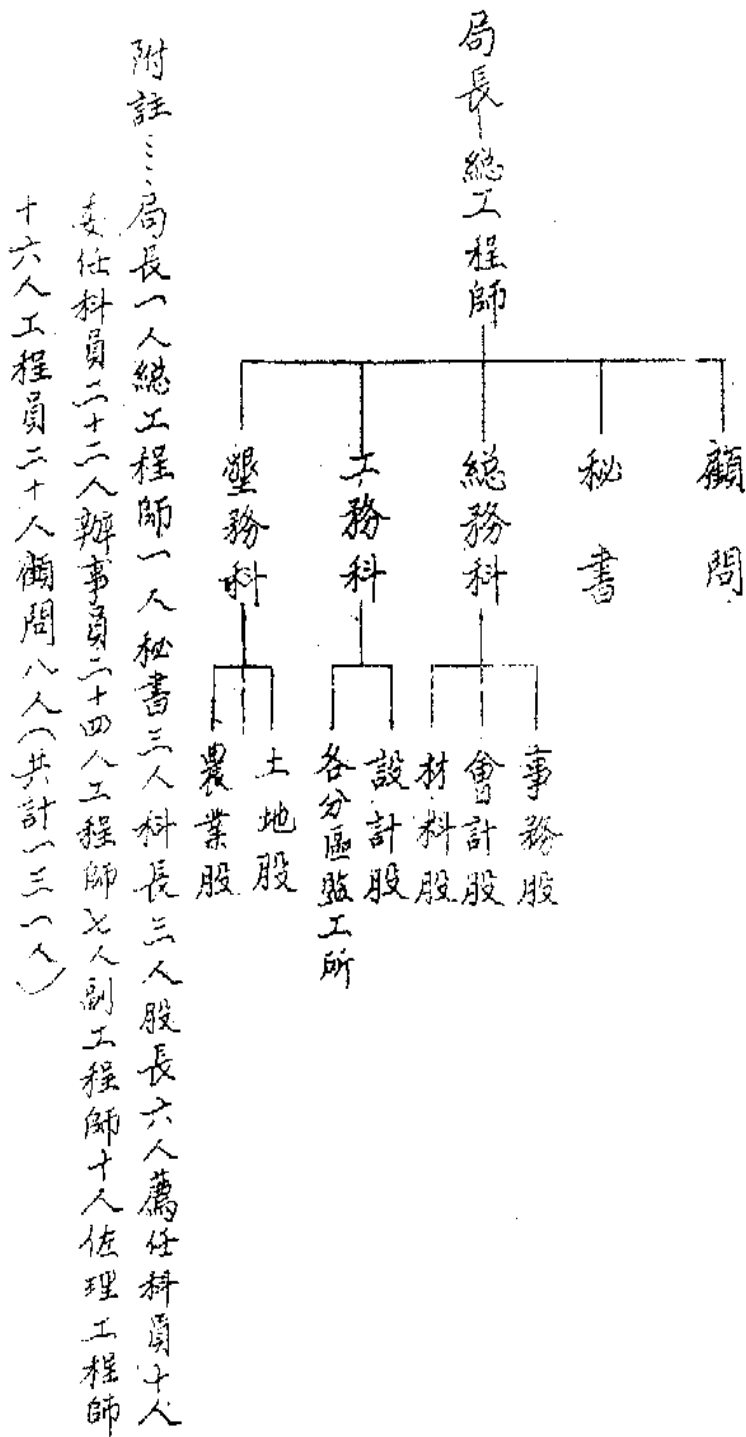 局長─總工程師
顧問
秘書
総務科
工務科
墾務科
事務股
會計股
材料股
設計股
各分區監工所
土地股
農業股
附註：局長一人總工程師一人秘書三人科長三人股長六人薦任科員十人
委任科員二十二人辦事員二十四人工程師七人副工程師十人佐理工程師
十六人工程員二十人顧問八人（共計一三一人）